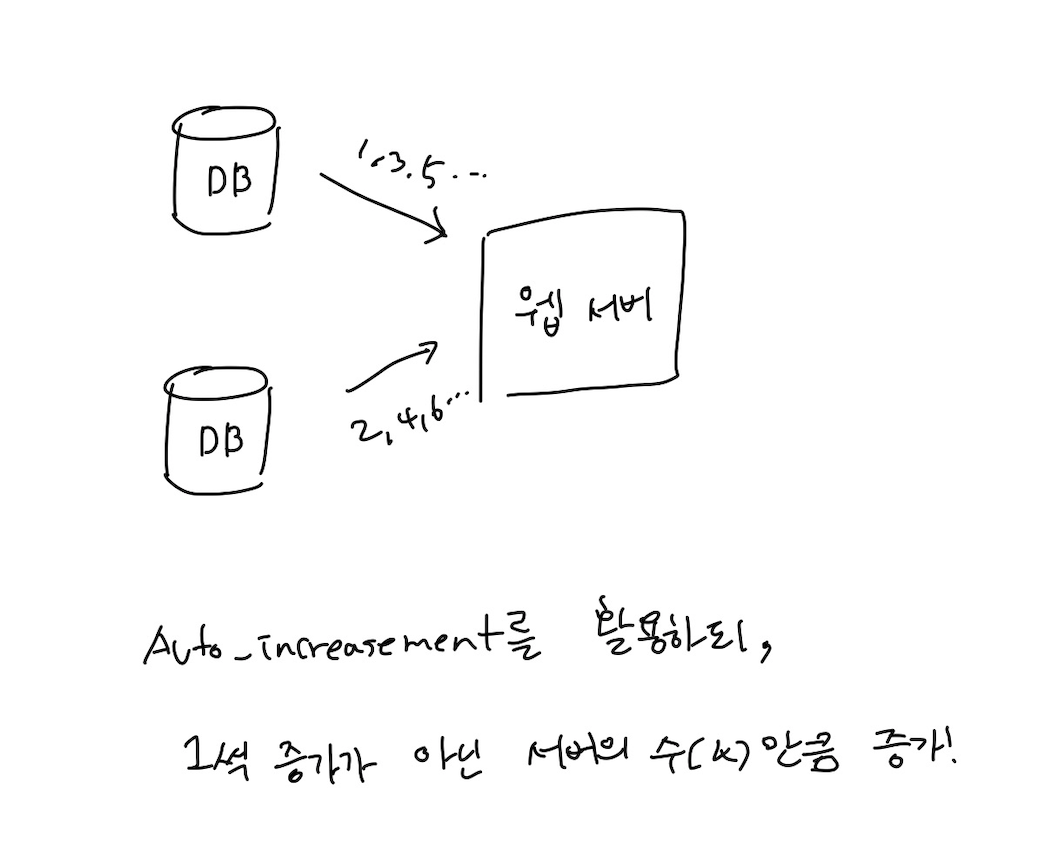 DB
1.3.5...
웹 서버
DB
2,4,6...
Auto_increasement를 활용하되,
1씩 증가가 아닌 서버의 수(k)만큼 증가!